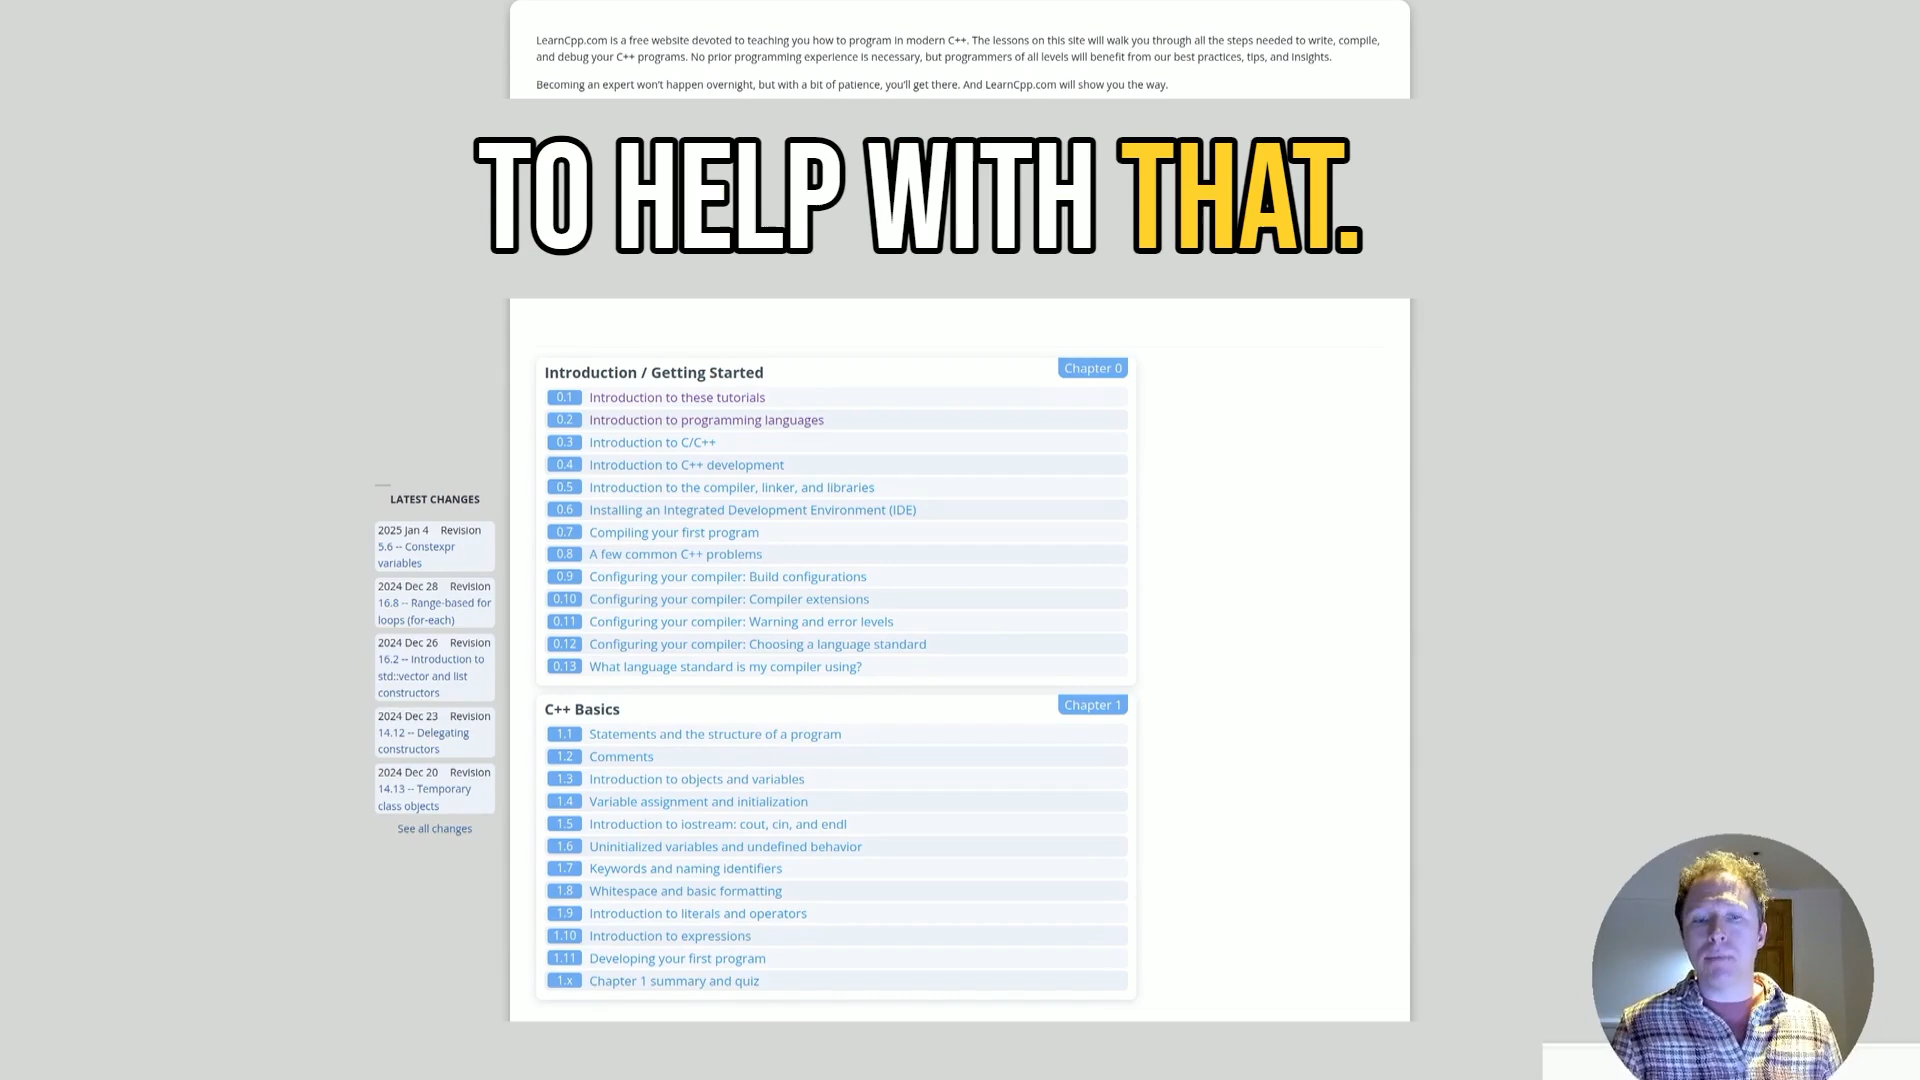 LearnCpp.com is a free website devoted to teaching you how to program in modern C++. The lessons on this site will walk you through all the steps needed to write, compile,
and debug your C++ programs. No prior programming experience is necessary, but programmers of all levels will benefit from our best practices, tips, and insights.
Becoming an expert won't happen overnight, but with a bit of patience, you'll get there. And LearnCpp.com will show you the way.
TO HELP WITH THAT.
Introduction / Getting Started
Chapter 0
0.1 Introduction to these tutorials
0.2 Introduction to programming languages
0.3 Introduction to C/C++
0.4 Introduction to C++ development
0.5 Introduction to the compiler, linker, and libraries
0.6 Installing an Integrated Development Environment (IDE)
0.7 Compiling your first program
0.8 A few common C++ problems
0.9 Configuring your compiler: Build configurations
0.10 Configuring your compiler: Compiler extensions
0.11 Configuring your compiler: Warning and error levels
0.12 Configuring your compiler: Choosing a language standard
0.13 What language standard is my compiler using?
C++ Basics
Chapter 1
1.1 Statements and the structure of a program
1.2 Comments
1.3 Introduction to objects and variables
1.4 Variable assignment and initialization
1.5 Introduction to iostream: cout, cin, and endl
1.6 Uninitialized variables and undefined behavior
1.7 Keywords and naming identifiers
1.8 Whitespace and basic formatting
1.9 Introduction to literals and operators
1.10 Introduction to expressions
1.11 Developing your first program
1.x Chapter 1 summary and quiz
LATEST CHANGES
2025 Jan 4 Revision
5.6 -- Constexpr
variables
2024 Dec 28 Revision
16.8 -- Range-based for
loops (for-each)
2024 Dec 26 Revision
16.2 -- Introduction to
std::vector and list
constructors
2024 Dec 23 Revision
14.12 -- Delegating
constructors
2024 Dec 20 Revision
14.13 -- Temporary
class objects
See all changes